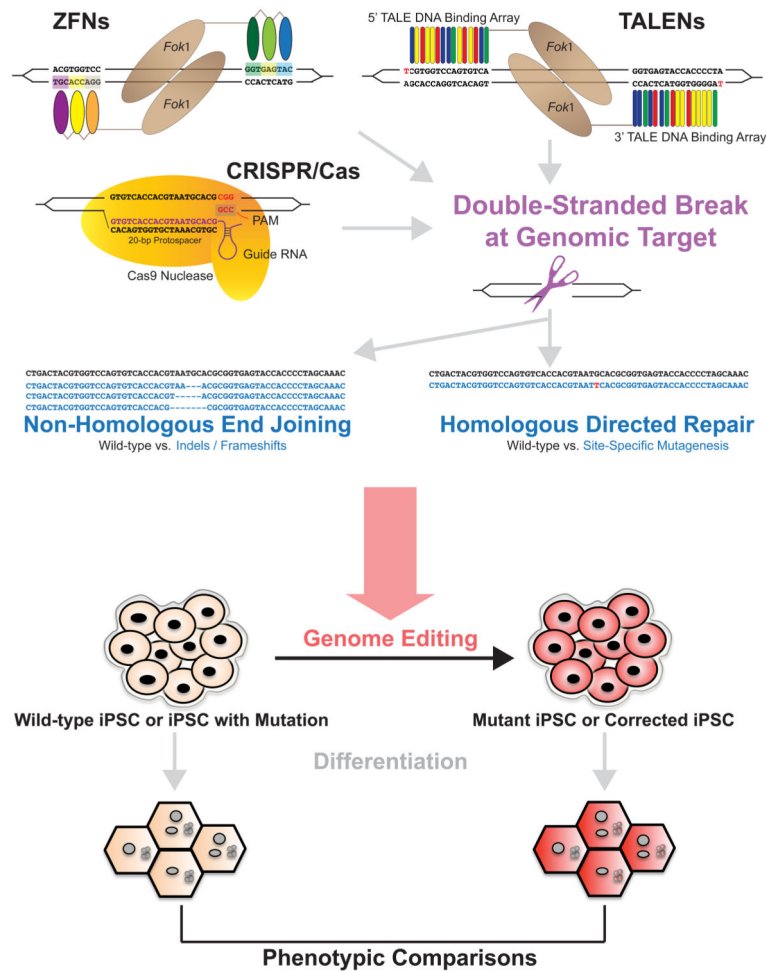 ZFNs
TALENs
5' TALE DNA Binding Array
Fok1
Fok1
ACGTGGTCC
GGTGAGTAC
TGCACCAGG
CCACTCATG
Fok1
Fok1
TCGTGGTCCAGTGTCA
GGTGAGTACCACCCCTA
AGCACCAGGTCACAGT
CCACTCATGGTGGGGAT
3' TALE DNA Binding Array
CRISPR/Cas
GTGTCACCACGTAATGCACGCGG
GCC
GTGTCACCACGTAATGCACG
PAM
CACAGTGGTGCTAAACGTGC
20-bp Protospacer
Guide RNA
Cas9 Nuclease
Double-Stranded Break
at Genomic Target
CTGACTACGTGGTCCAGTGTCACCACGTAATGCACGCGGTGAGTACCACCCCTAGCAAAC
CTGACTACGTGGTCCAGTGTCACCACGTAA---ACGCGGTGAGTACCACCCCTAGCAAAC
CTGACTACGTGGTCCAGTGTCACCACGT-----ACGCGGTGAGTACCACCCCTAGCAAAC
CTGACTACGTGGTCCAGTGTCACCACG-------CGCGGTGAGTACCACCCCTAGCAAAC
Non-Homologous End Joining
Wild-type vs. Indels / Frameshifts
CTGACTACGTGGTCCAGTGTCACCACGTAATGCACGCGGTGAGTACCACCCCTAGCAAAC
CTGACTACGTGGTCCAGTGTCACCACGTAATTCACGCGGTGAGTACCACCCCTAGCAAAC
Homologous Directed Repair
Wild-type vs. Site-Specific Mutagenesis
Genome Editing
Wild-type iPSC or iPSC with Mutation
Mutant iPSC or Corrected iPSC
Differentiation
Phenotypic Comparisons